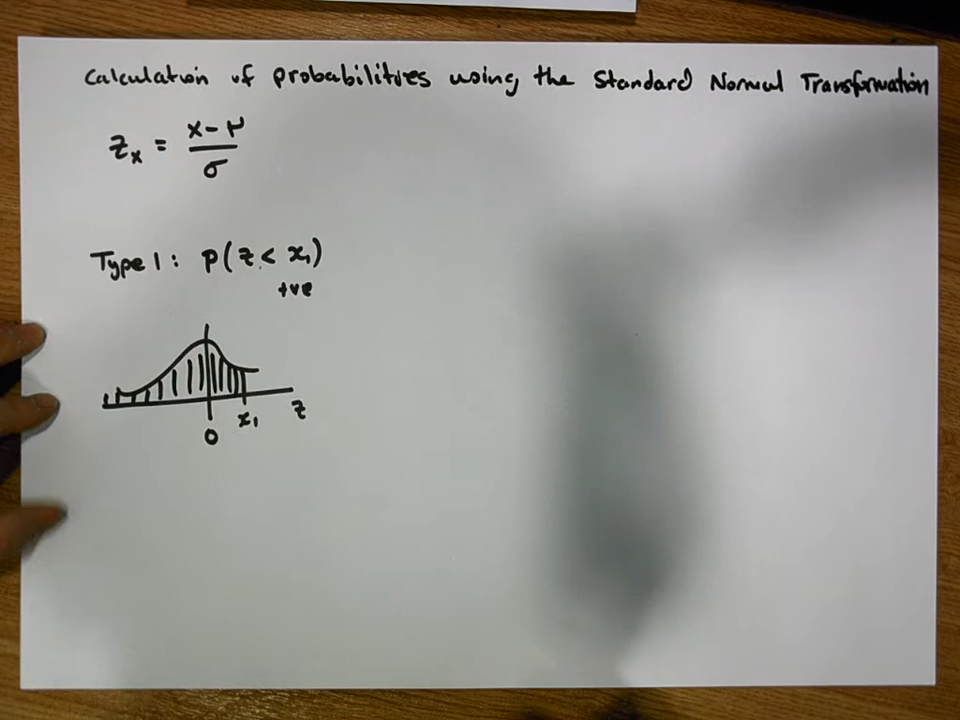 Calculation of probabilities using the Standard Normal Transformation
Zx = x-μ
σ
Type 1: P(z < x1)
+ve
x1 z
0